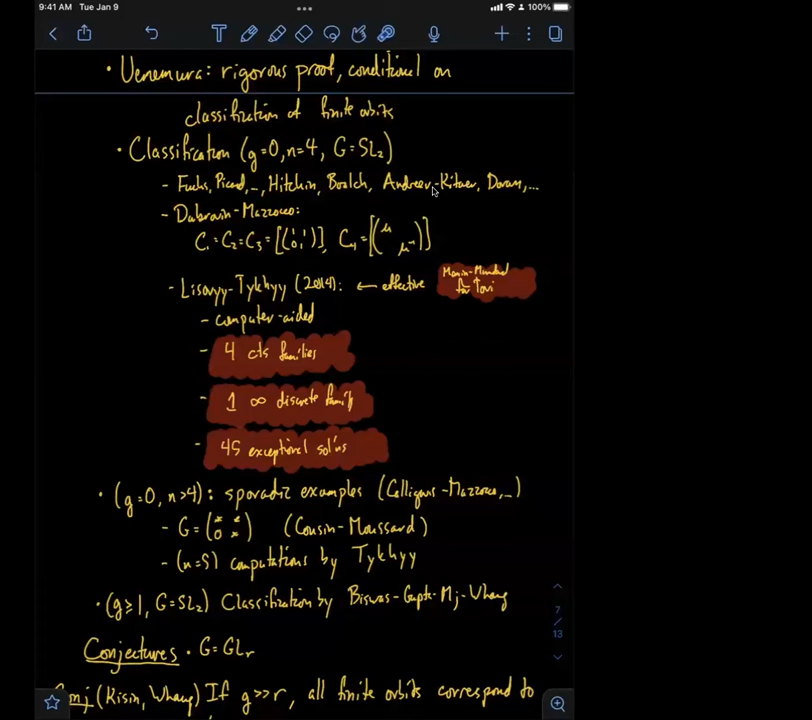 9:41 AM Tue Jan 9
100%
• Umemura: rigorous proof, conditional on
classification of finite orbits
• Classification (g=0, n=4, G=SL₂)
- Fuchs, Picard, ..., Hitchin, Boalch, Andreev-Kitaev, Doran, ...
- Dubrovin-Mazzocco:
C₁=C₂=C₃=[(1 1 0 1)], C₄=[(μ μ⁻¹)]
- Lisovyy-Tykhyy (2014): ← effective Manin-Mumford
for ↑ tori
- computer-aided
- 4 cts families
- 1 ∞ discrete family
- 45 exceptional sol'ns
• (g=0, n>4): sporadic examples (Calligaris-Mazzocco, ...)
- G=(* * 0 *) (Cousin-Moussard)
- (n=5) computations by Tykhyy
• (g≥1, G=SL₂) Classification by Biswas-Gupta-Mj-Whang
Conjectures • G=GLᵣ
Conj (Kisin, Whang) If g>>r, all finite orbits correspond to
7
/
13